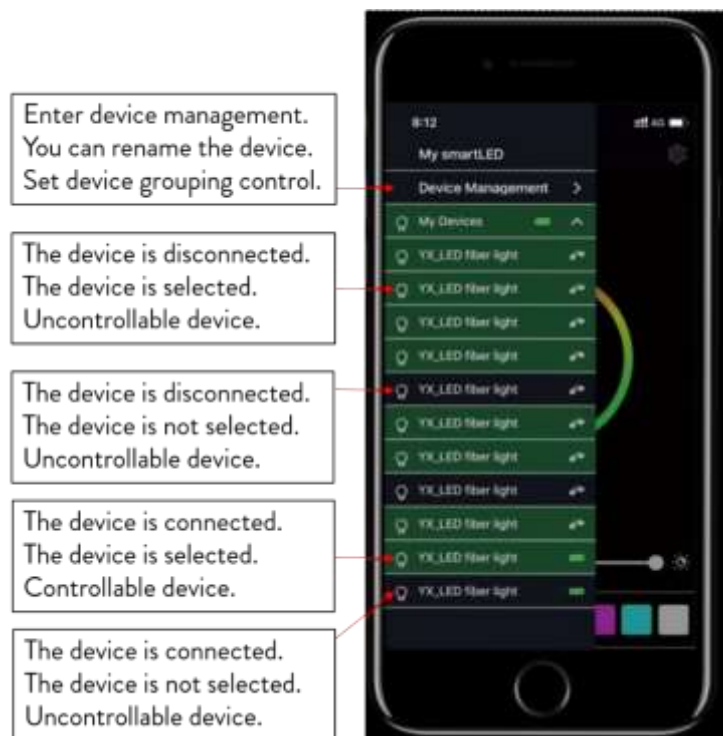 Enter device management.
You can rename the device.
Set device grouping control.
The device is disconnected.
The device is selected.
Uncontrollable device.
The device is disconnected.
The device is not selected.
Uncontrollable device.
The device is connected.
The device is selected.
Controllable device.
The device is connected.
The device is not selected.
Uncontrollable device.
8:12
4G
My smartLED
Device Management
My Devices
YX_LED fiber light
YX_LED fiber light
YX_LED fiber light
YX_LED fiber light
YX_LED fiber light
YX_LED fiber light
YX_LED fiber light
YX_LED fiber light
YX_LED fiber light
YX_LED fiber light
YX_LED fiber light